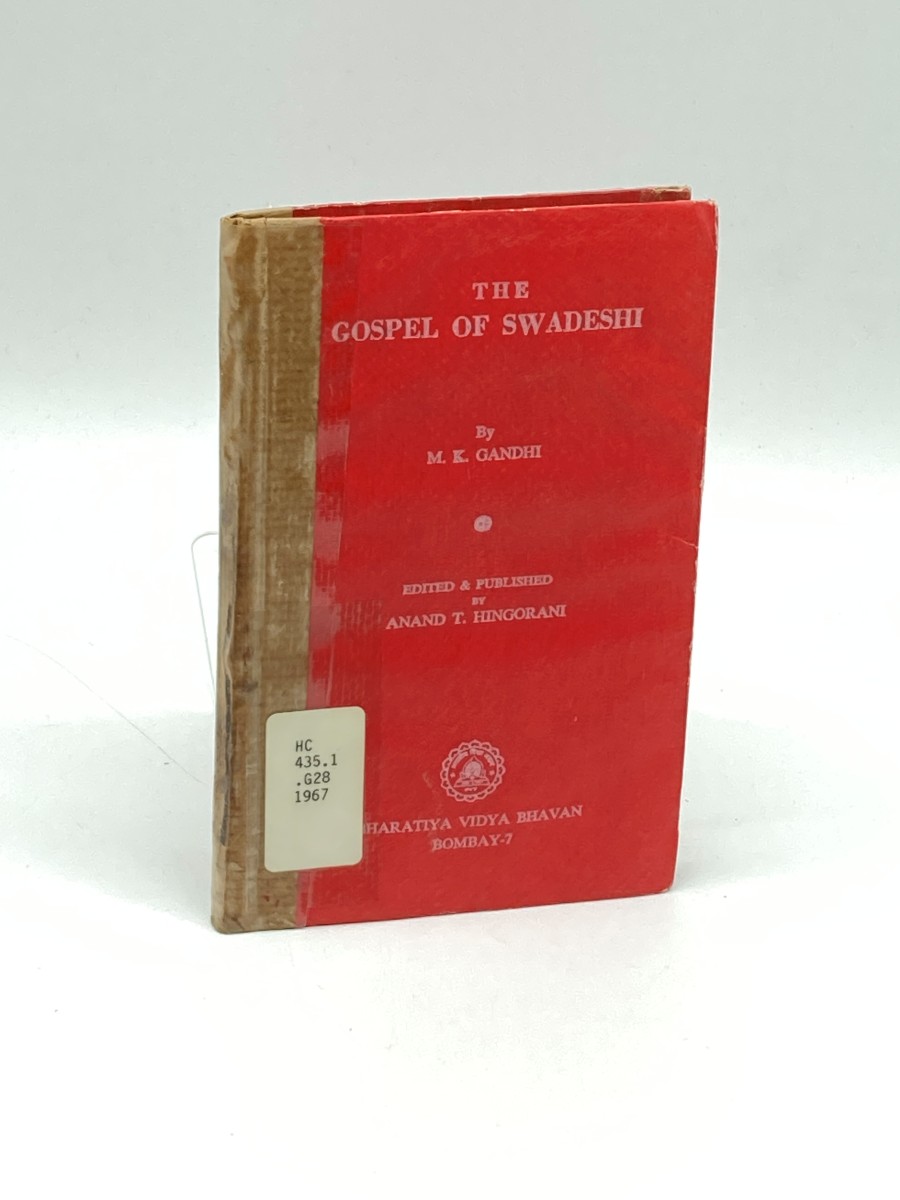 THE
GOSPEL OF SWADESHI
By
M. K. GANDHI
EDITED & PUBLISHED
BY
ANAND T. HINGORANI
HARATIYA VIDYA BHAVAN
BOMBAY-7
HC
435.1
.G28
1967